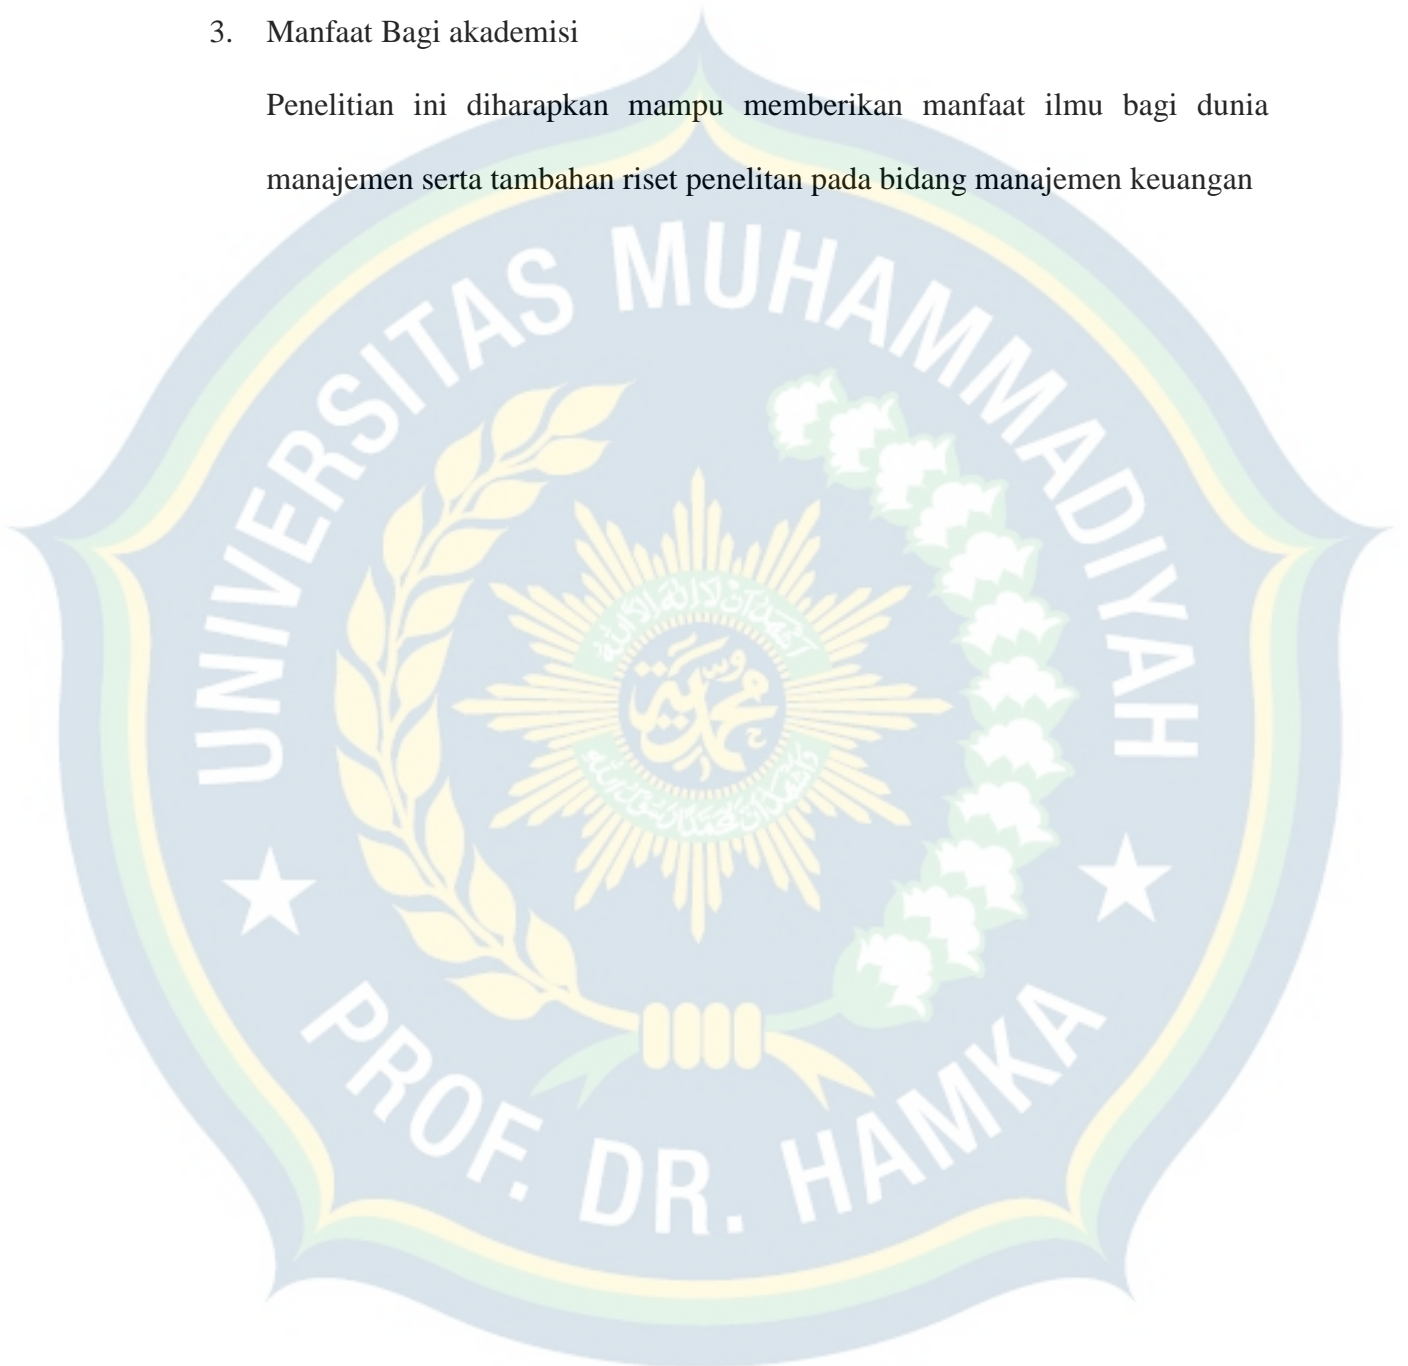 3. Manfaat Bagi akademisi
Penelitian ini diharapkan mampu memberikan manfaat ilmu bagi dunia
manajemen serta tambahan riset penelitan pada bidang manajemen keuangan
UNIVERSITAS MUHAMMADIYAH
PROF. DR. HAMKA